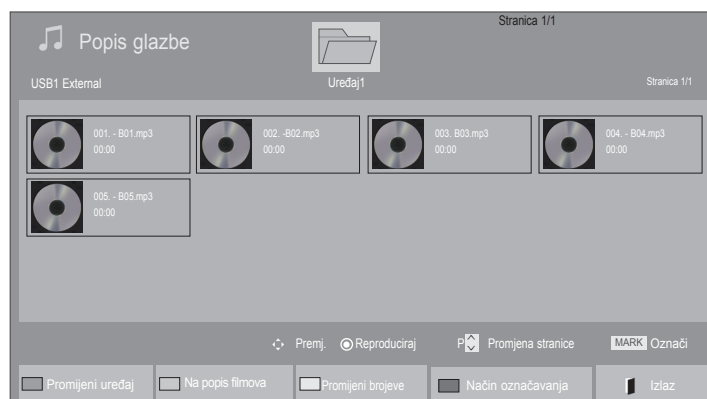 Stranica 1/1
Popis glazbe
USB1 External
Uređaj1
Stranica 1/1
001. - B01.mp3
00:00
002. -B02.mp3
00:00
003. B03.mp3
00:00
004. - B04.mp3
00:00
005. - B05.mp3
00:00
Premj. Reproduciraj P Promjena stranice MARK Označi
Promijeni uređaj Na popis filmova Promijeni brojeve Način označavanja Izlaz